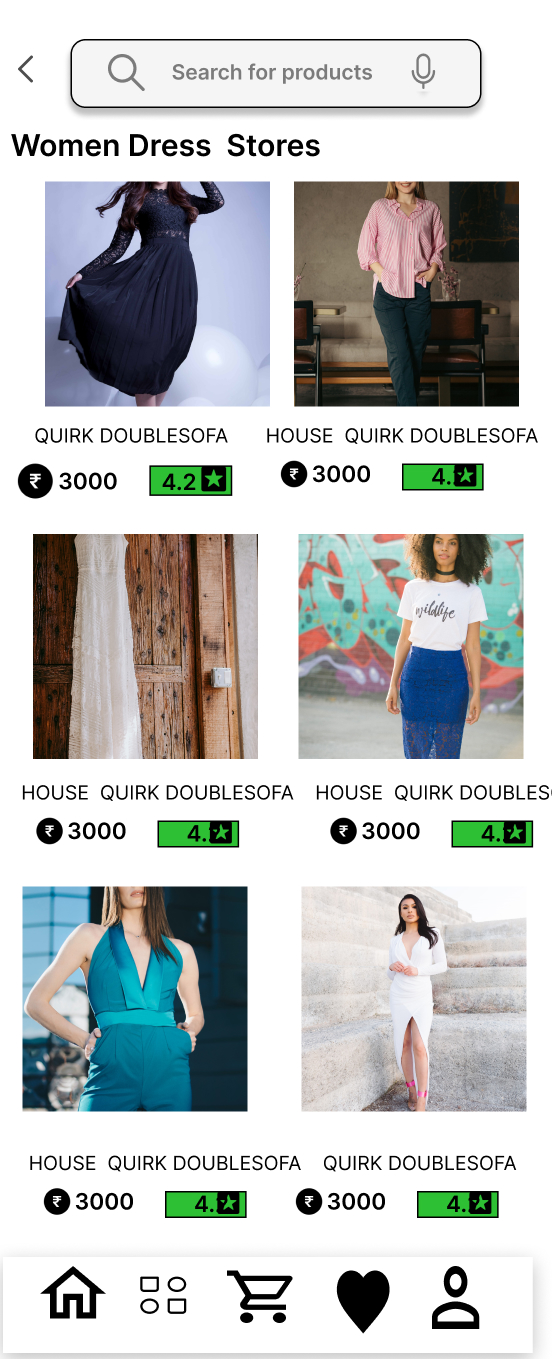 Search for products
Women Dress  Stores
QUIRK DOUBLESOFA
HOUSE  QUIRK DOUBLESOFA
₹ 3000
4.2
₹ 3000
4.
wildlife
HOUSE  QUIRK DOUBLESOFA
HOUSE  QUIRK DOUBLES
₹ 3000
4.
₹ 3000
4.
HOUSE  QUIRK DOUBLESOFA
QUIRK DOUBLESOFA
₹ 3000
4.
₹ 3000
4.